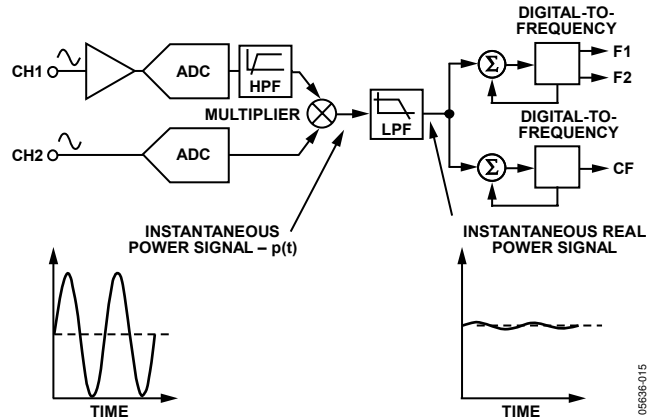 DIGITAL-TO-
FREQUENCY
F1
F2
CH1
ADC
HPF
MULTIPLIER
LPF
Σ
DIGITAL-TO-
FREQUENCY
CH2
ADC
Σ
CF
INSTANTANEOUS
POWER SIGNAL – p(t)
INSTANTANEOUS REAL
POWER SIGNAL
TIME
TIME
05636-015